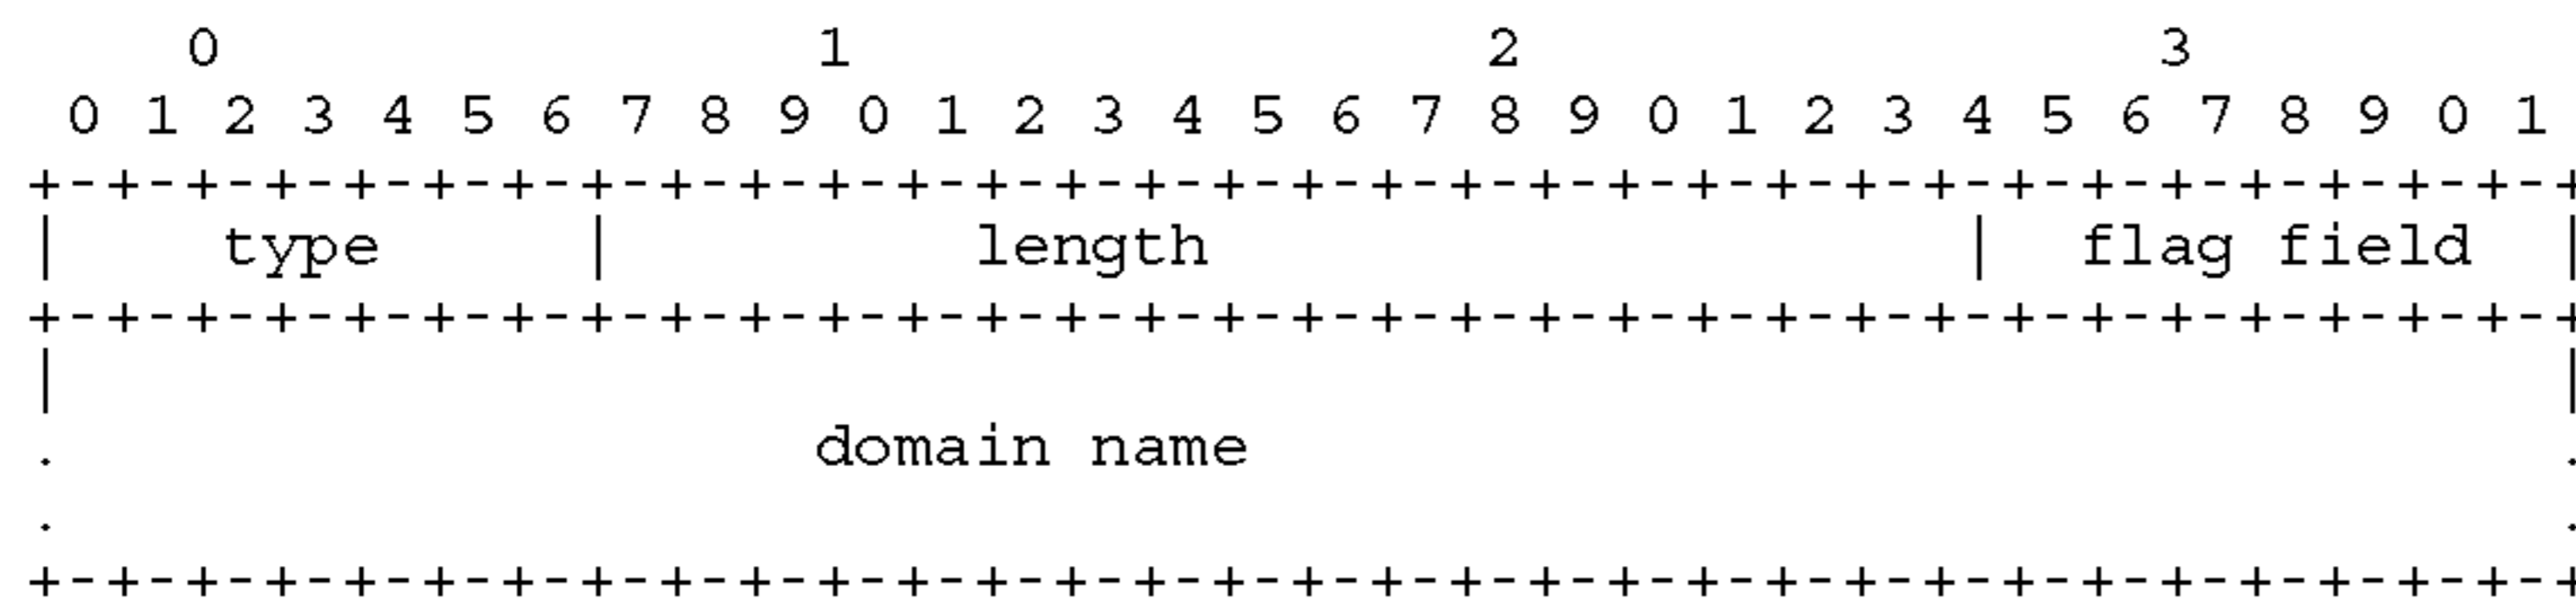 0               1                2                3
 0 1 2 3 4 5 6 7 8 9 0 1 2 3 4 5 6 7 8 9 0 1 2 3 4 5 6 7 8 9 0 1
+-+-+-+-+-+-+-+-+-+-+-+-+-+-+-+-+-+-+-+-+-+-+-+-+-+-+-+-+-+-+-+-+
|    type     |         length                   |  flag field  |
+-+-+-+-+-+-+-+-+-+-+-+-+-+-+-+-+-+-+-+-+-+-+-+-+-+-+-+-+-+-+-+-+
|                                                               |
.                   domain name                                 .
.                                                               .
+-+-+-+-+-+-+-+-+-+-+-+-+-+-+-+-+-+-+-+-+-+-+-+-+-+-+-+-+-+-+-+-+